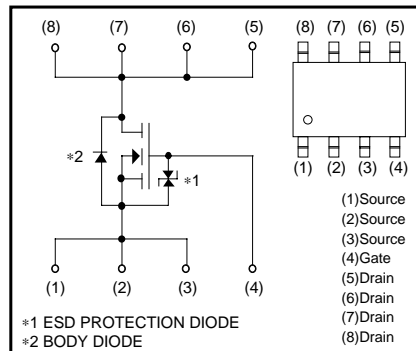 (8) (7) (6) (5)
(8) (7) (6) (5)
*2
*1
(1) (2) (3) (4)
(1) (2) (3) (4)
(1)Source
(2)Source
(3)Source
(4)Gate
(5)Drain
(6)Drain
(7)Drain
(8)Drain
*1 ESD PROTECTION DIODE
*2 BODY DIODE